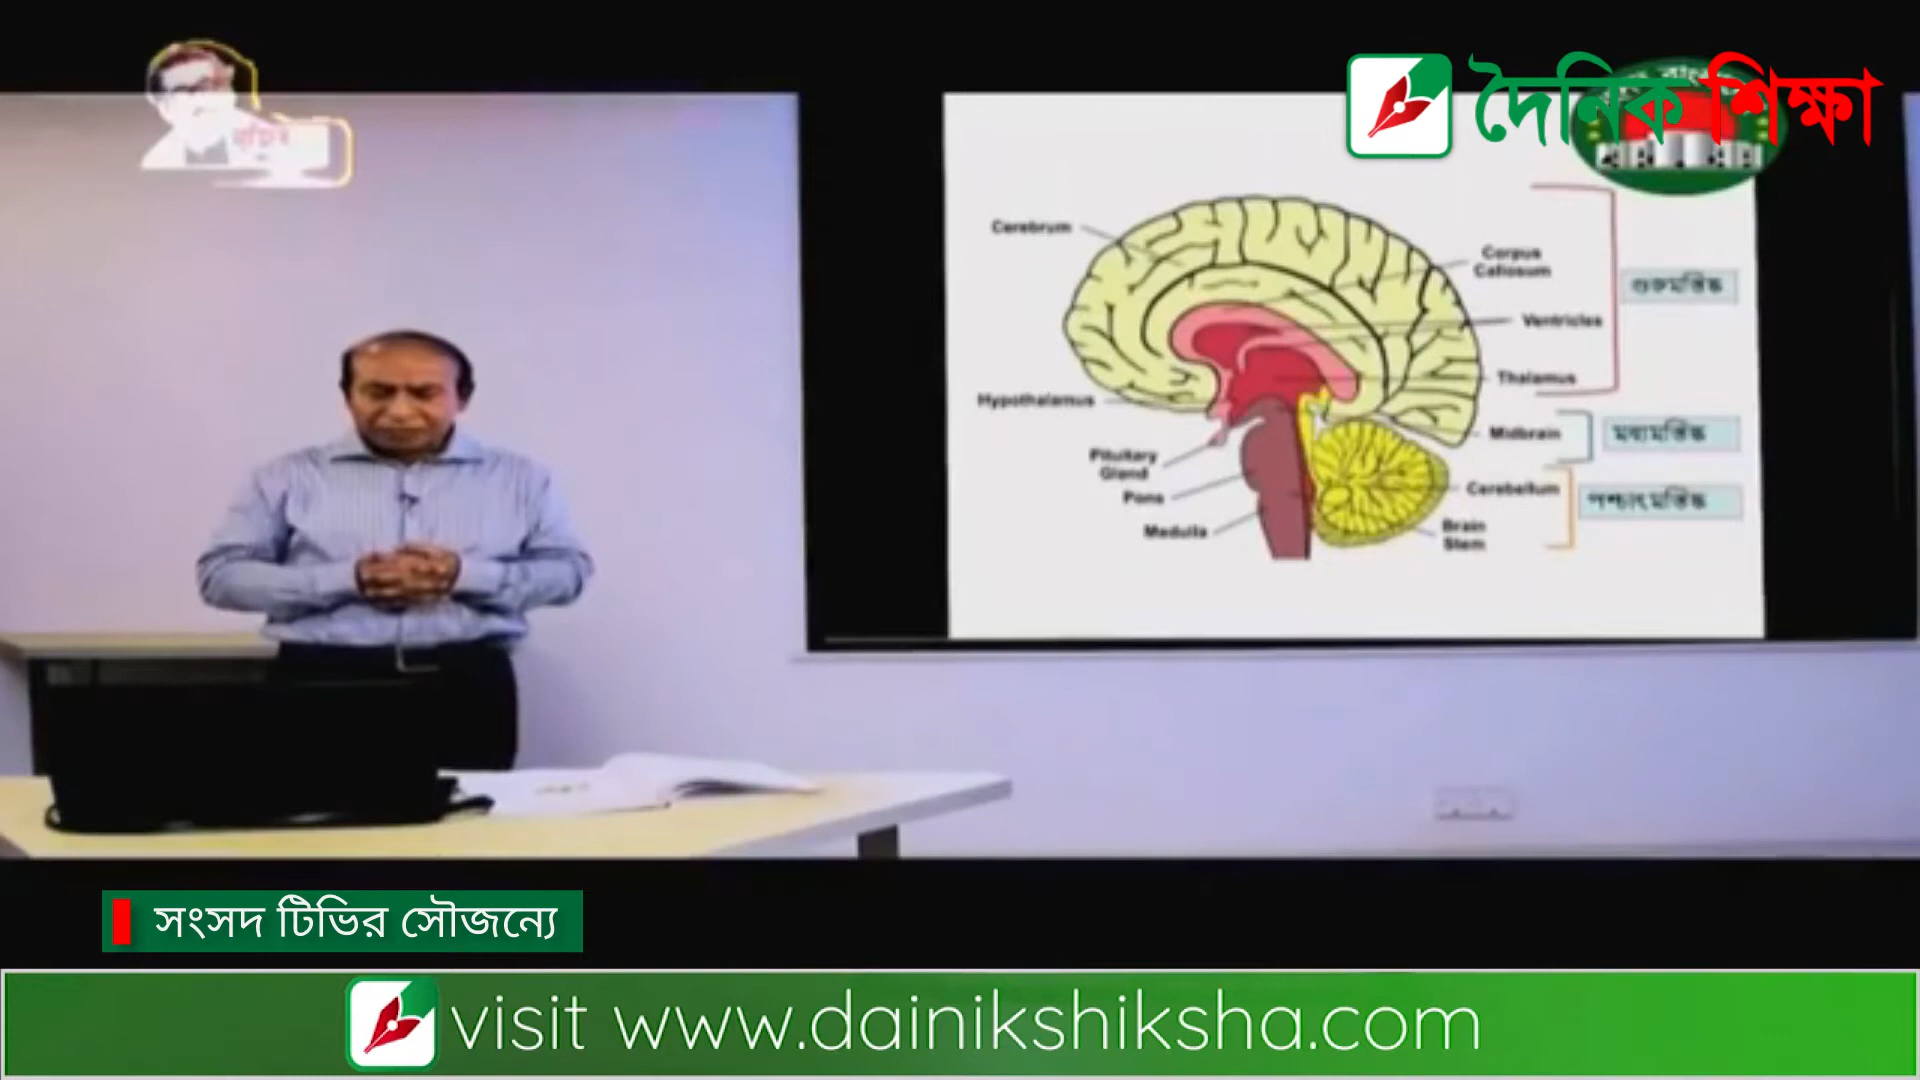 দৈনিক শিক্ষা
Cerebrum
Corpus
Callosum
গুরুমস্তিষ্ক
Ventricles
Thalamus
Hypothalamus
Midbrain
মধ্যমস্তিষ্ক
Pituitary
Gland
Pons
Cerebellum
পশ্চাৎমস্তিষ্ক
Medulla
Brain
Stem
সংসদ টিভির সৌজন্যে
visit www.dainikshiksha.com